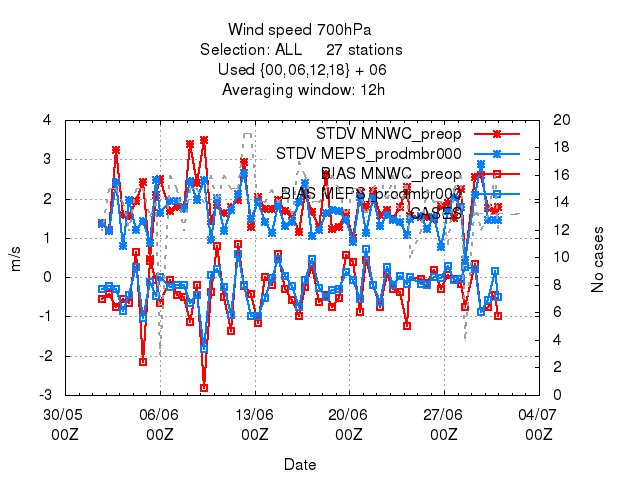 Wind speed 700hPa
Selection: ALL 27 stations
Used {00,06,12,18} + 06
Averaging window: 12h
4
3
2
1
0
-1
-2
-3
m/s
20
18
16
14
12
10
8
6
4
2
0
No cases
STDV MNWC_preop
STDV MEPS_prodmbr000
BIAS MNWC_preop
BIAS MEPS_prodmbr000
CASES
30/05 06/06 13/06 20/06 27/06 04/07
00Z 00Z 00Z 00Z 00Z 00Z
Date